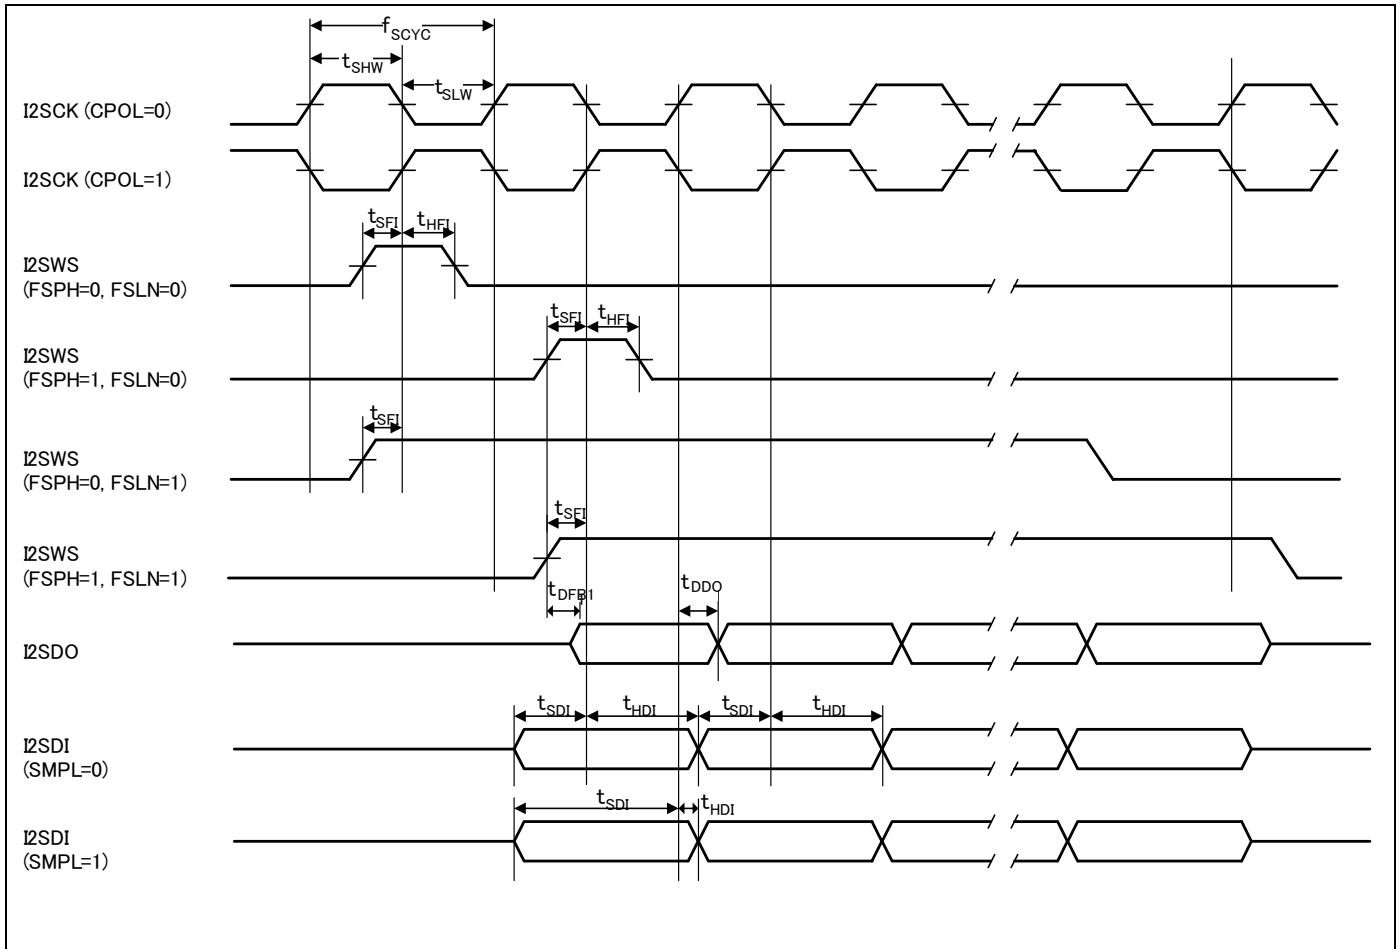 fSCYC
tSHW
tSLW
I2SCK (CPOL=0)
I2SCK (CPOL=1)
tSFI tHFI
I2SWS
(FSPH=0, FSLN=0)
tSFI tHFI
I2SWS
(FSPH=1, FSLN=0)
tSFI
I2SWS
(FSPH=0, FSLN=1)
tSFI
I2SWS
(FSPH=1, FSLN=1)
tDFB1
tDDO
I2SDO
tSDI tHDI tSDI tHDI
I2SDI
(SMPL=0)
tSDI tHDI
I2SDI
(SMPL=1)